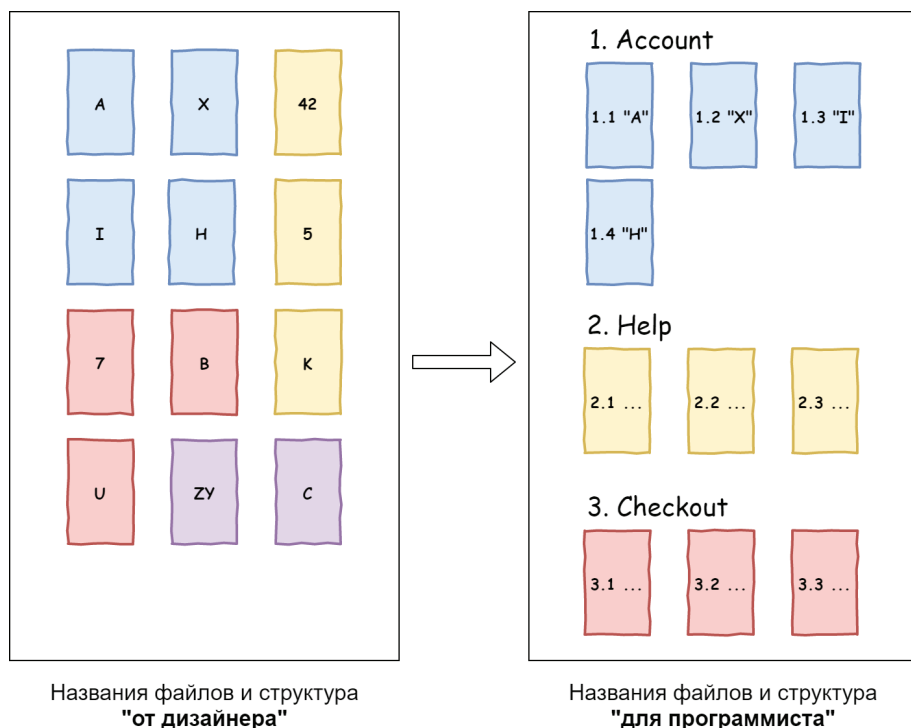 A X 42
I H 5
7 B K
U ZY C
Названия файлов и структура
"от дизайнера"
1. Account
1.1 "A" 1.2 "X" 1.3 "I"
1.4 "H"
2. Help
2.1 ... 2.2 ... 2.3 ...
3. Checkout
3.1 ... 3.2 ... 3.3 ...
Названия файлов и структура
"для программиста"